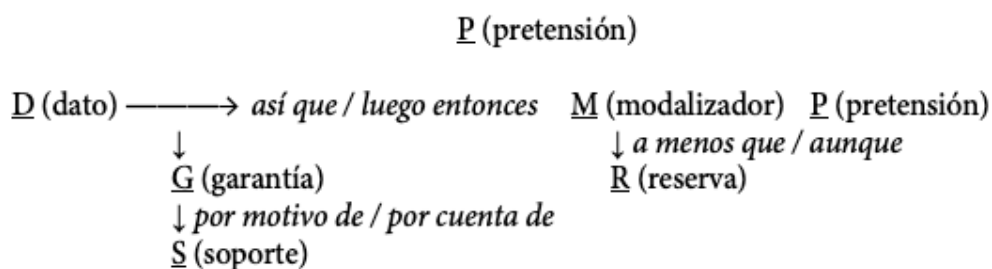 P (pretensión)
D (dato) ———→ así que / luego entonces M (modalizador) P (pretensión)
↓ ↓ a menos que / aunque
G (garantía) R (reserva)
↓ por motivo de / por cuenta de
S (soporte)